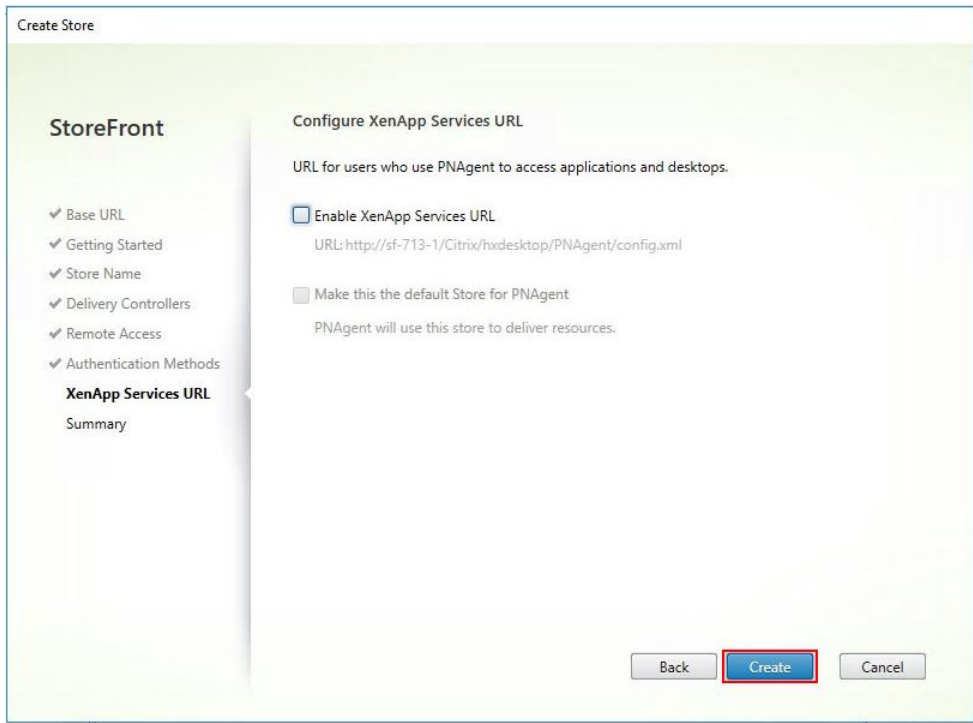 Create Store
StoreFront
Base URL
Getting Started
Store Name
Delivery Controllers
Remote Access
Authentication Methods
XenApp Services URL
Summary
Configure XenApp Services URL
URL for users who use PNAgent to access applications and desktops.
Enable XenApp Services URL
URL: http://sf-713-1/Citrix/hxdesktop/PNAgent/config.xml
Make this the default Store for PNAgent
PNAgent will use this store to deliver resources.
Back Create Cancel